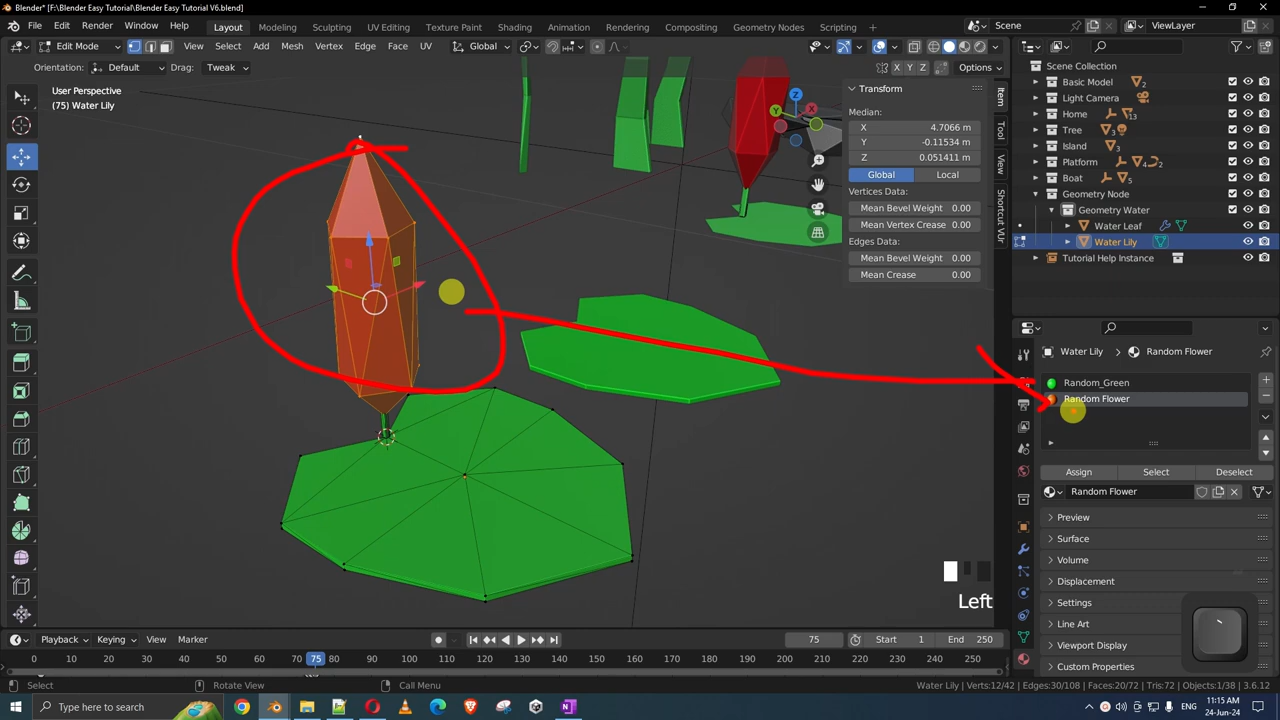 Blender* [F:\Blender Easy Tutorial\Blender Easy Tutorial V6.blend]
File Edit Render Window Help Layout Modeling Sculpting UV Editing Texture Paint Shading Animation Rendering Compositing Geometry Nodes Scripting Scene ViewLayer
Edit Mode View Select Add Mesh Vertex Edge Face UV Global
Orientation: Default Drag: Tweak X Y Z Options
User Perspective
(75) Water Lily
Z
Y
X
Transform
Median:
X 4.7066 m
Y -0.11534 m
Z 0.051411 m
Global Local
Vertices Data:
Mean Bevel Weight 0.00
Mean Vertex Crease 0.00
Edges Data:
Mean Bevel Weight 0.00
Mean Crease 0.00
Item
Tool
View
Shortcut VUr
Scene Collection
Basic Model 2
Light Camera
Home 13
Tree 3
Island 3
Platform 4 2
Boat 5
Geometry Node
Geometry Water
Water Leaf
Water Lily
Tutorial Help Instance
Water Lily Random Flower
Random_Green
Random Flower
Assign Select Deselect
Random Flower
Preview
Surface
Volume
Displacement
Settings
Line Art
Viewport Display
Custom Properties
Left
Playback Keying View Marker 75 Start 1 End 250
0 10 20 30 40 50 60 70 75 80 90 100 110 120 130 140 150 160 170 180 190 200 210 220 230 240 250
Select Rotate View Call Menu Water Lily | Verts:12/42 | Edges:30/108 | Faces:20/72 | Tris:72 | Objects:1/38 | 3.6.12
Type here to search ENG 11:15 AM
24-Jun-24